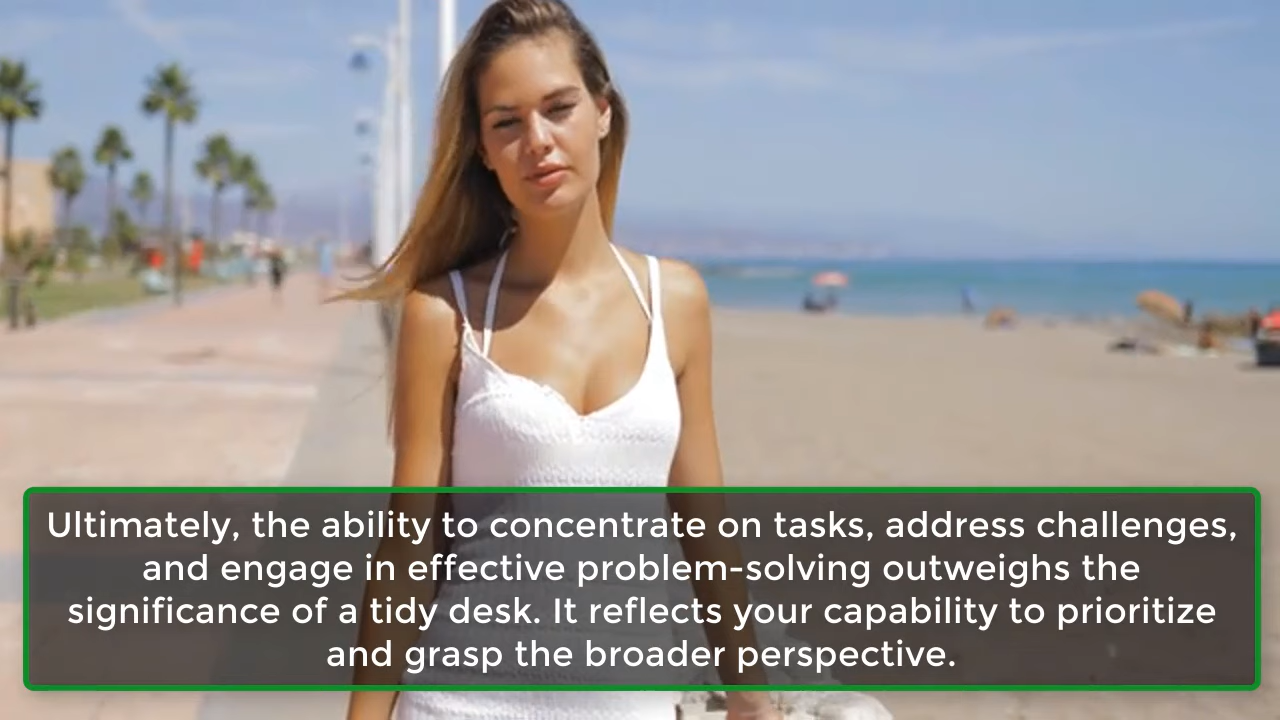 Ultimately, the ability to concentrate on tasks, address challenges,
and engage in effective problem-solving outweighs the
significance of a tidy desk. It reflects your capability to prioritize
and grasp the broader perspective.